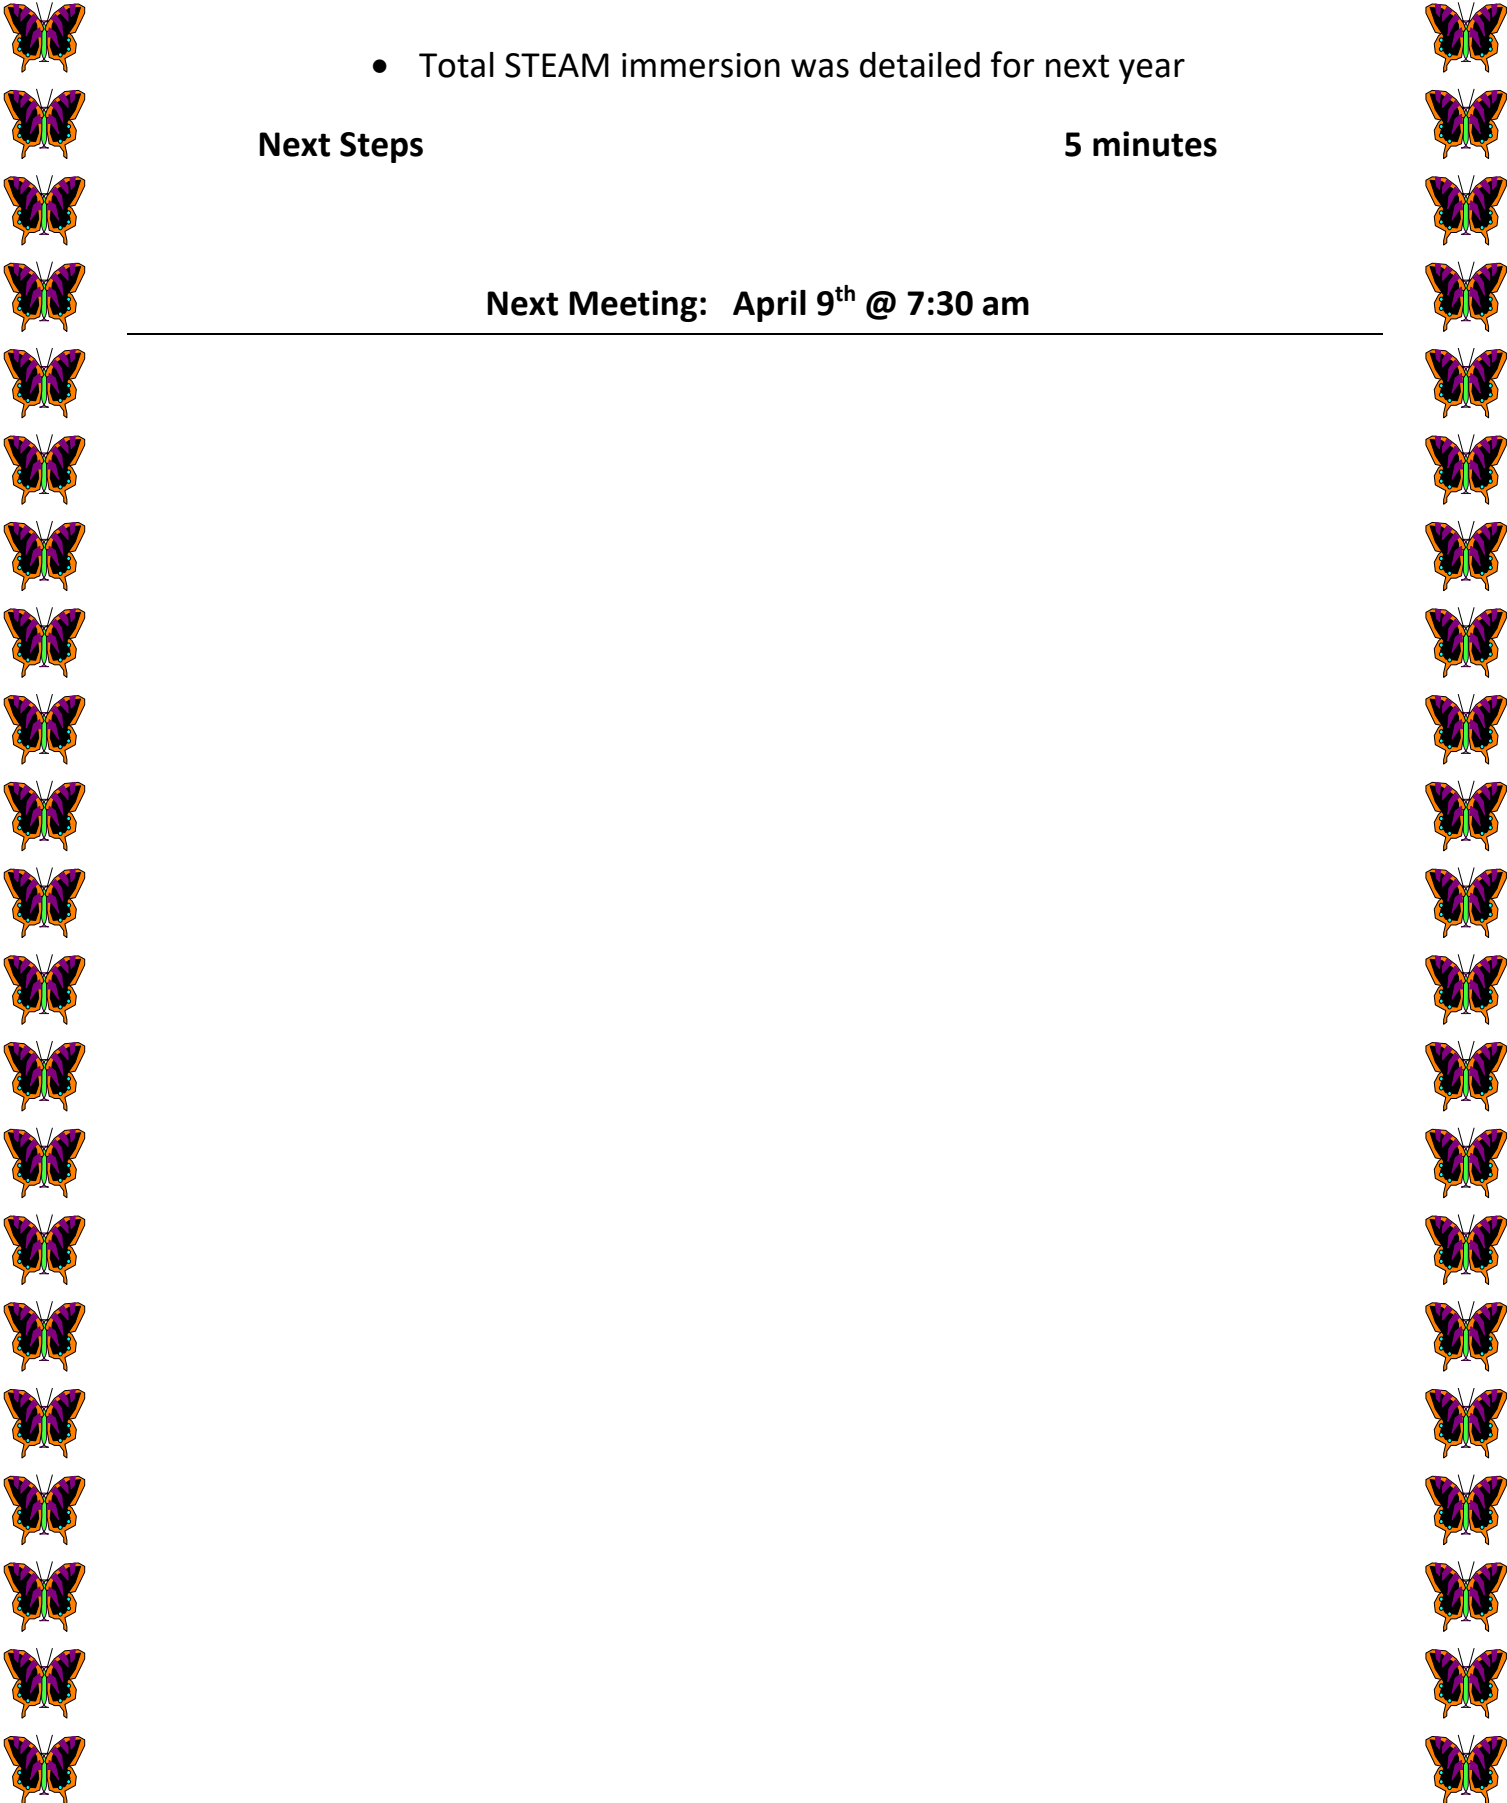 • Total STEAM immersion was detailed for next year
Next Steps 5 minutes
Next Meeting: April 9th @ 7:30 am